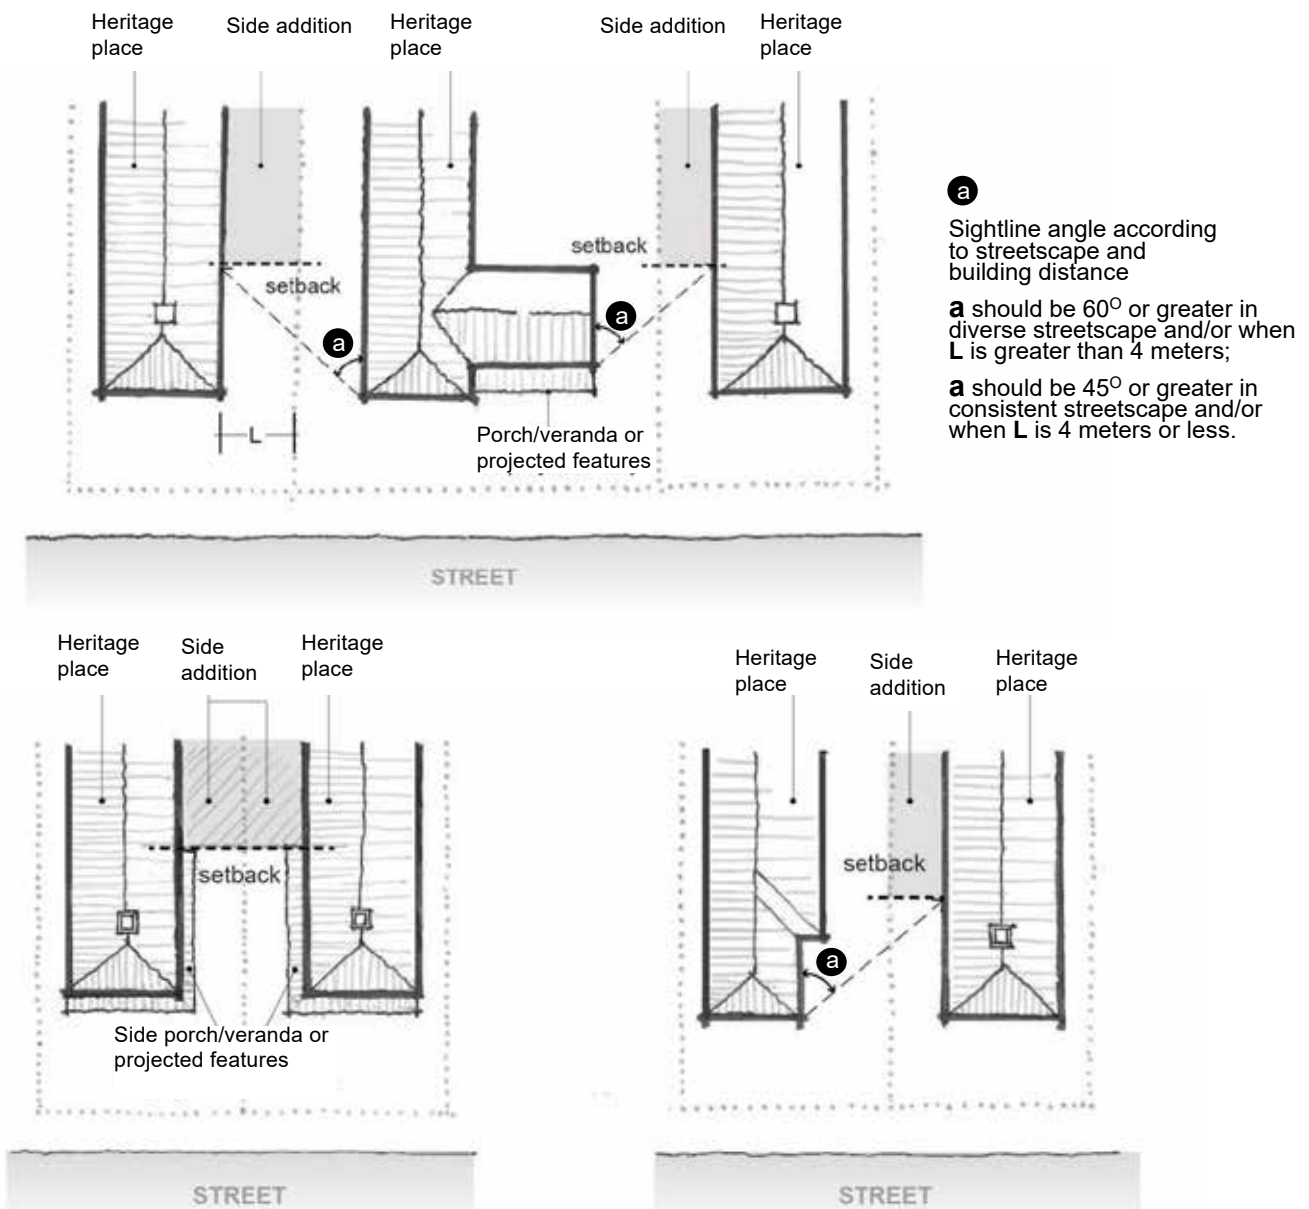 Heritage
place
Side addition
Heritage
place
Side addition
Heritage
place
setback
setback
a
a
L
Porch/veranda or
projected features
STREET
a
Sightline angle according
to streetscape and
building distance
a should be 60O or greater in
diverse streetscape and/or when
L is greater than 4 meters;
a should be 45O or greater in
consistent streetscape and/or
when L is 4 meters or less.
Heritage
place
Side
addition
Heritage
place
setback
Side porch/veranda or
projected features
STREET
Heritage
place
Side
addition
Heritage
place
setback
a
STREET